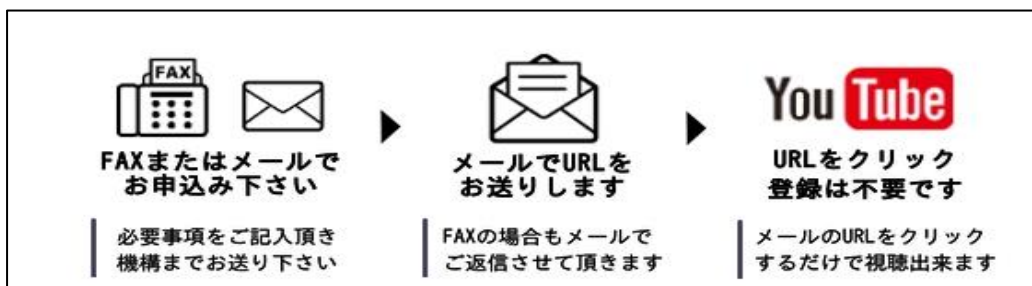 FAX
FAXまたはメールで
お申込み下さい
必要事項をご記入頂き
機構までお送り下さい
メールでURLを
お送りします
FAXの場合もメールで
ご返信させて頂きます
You Tube
URLをクリック
登録は不要です
メールのURLをクリック
するだけで視聴出来ます